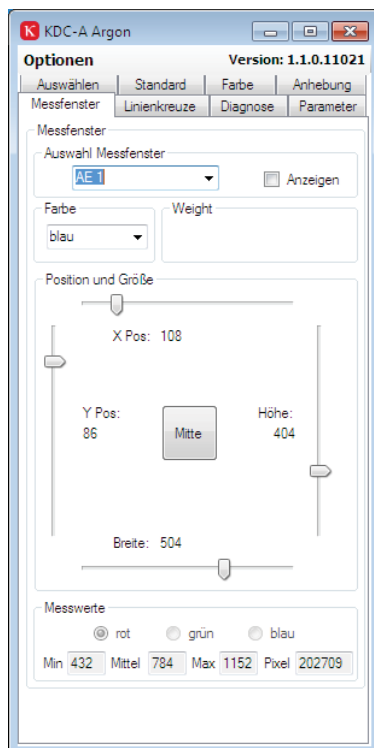 K KDC-A Argon
Optionen Version: 1.1.0.11021
Auswählen Standard Farbe Anhebung
Messfenster Linienkreuze Diagnose Parameter
Messfenster
Auswahl Messfenster
AE 1 Anzeigen
Farbe Weight
blau
Position und Größe
X Pos: 108
Y Pos: Höhe:
86 Mitte 404
Breite: 504
Messwerte
rot grün blau
Min 432 Mittel 784 Max 1152 Pixel 202709